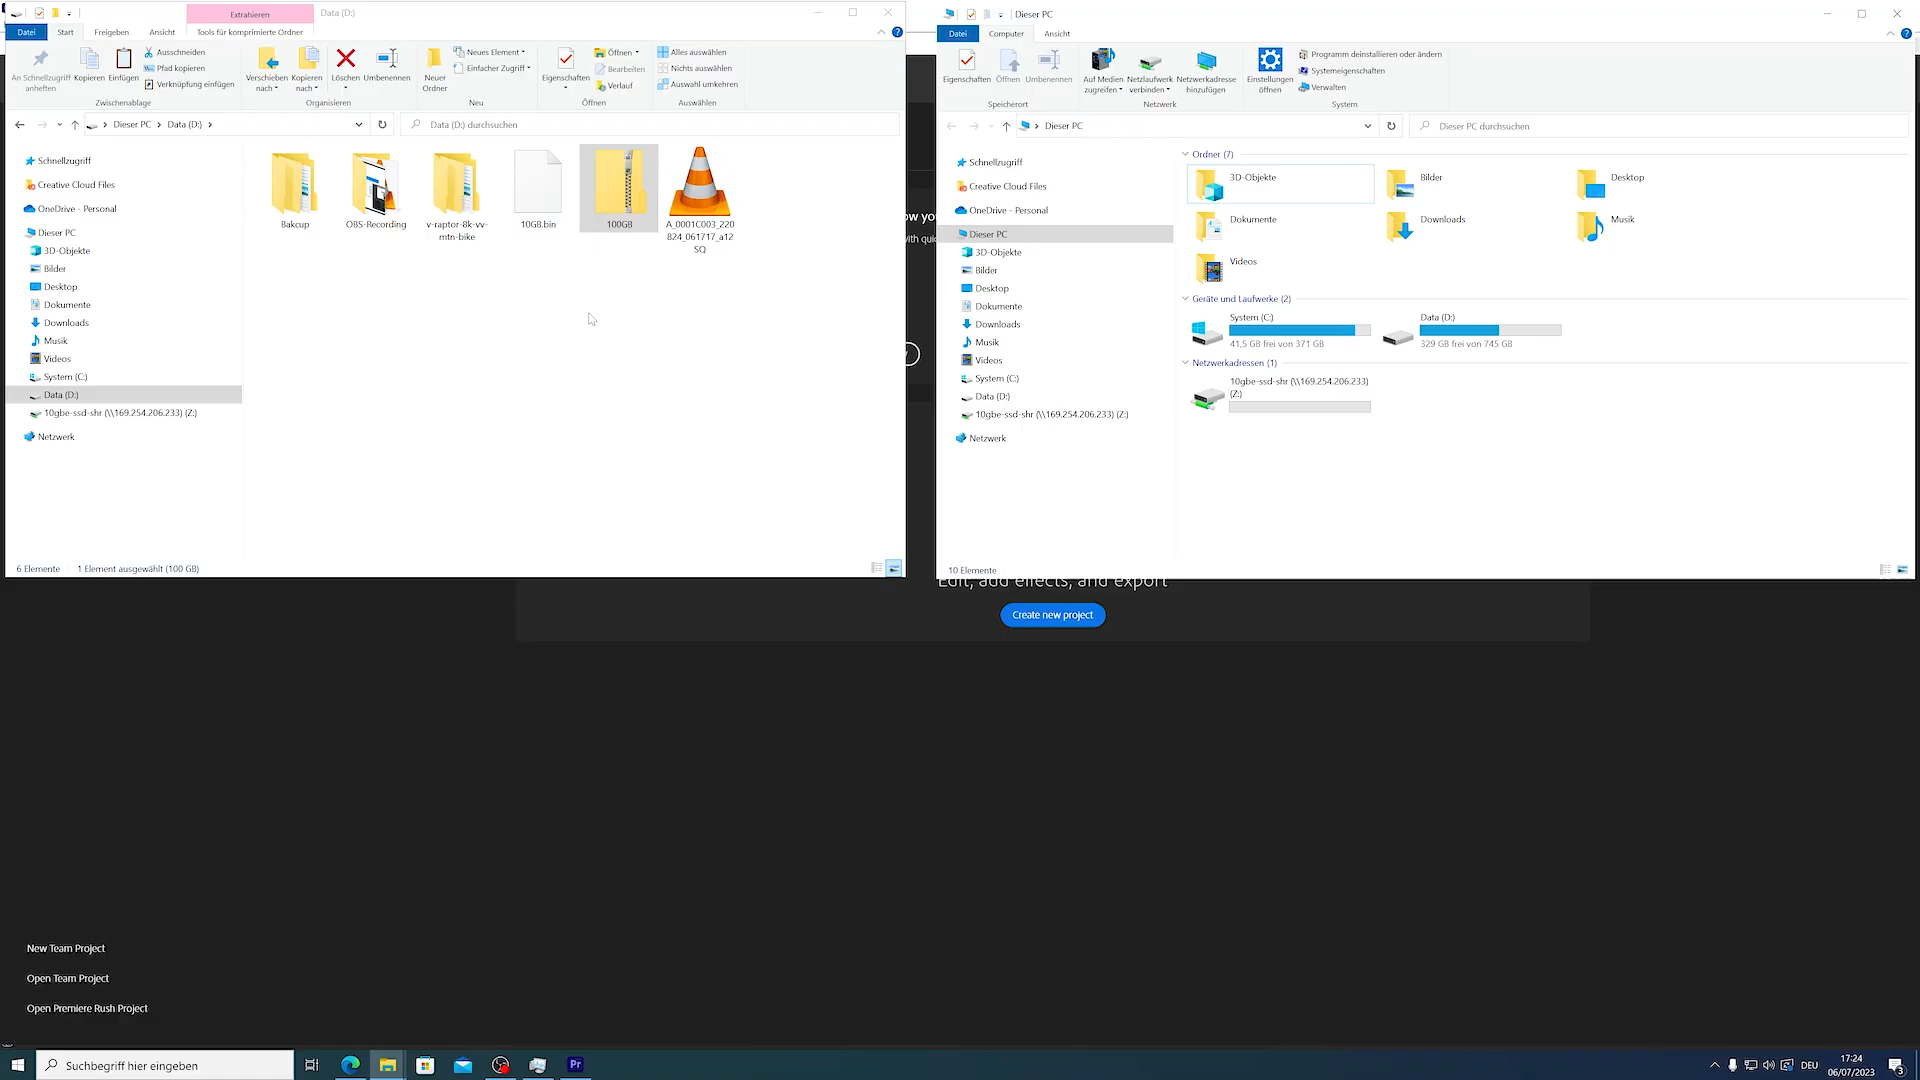 Extrahieren
Data (D:)
Datei
Start
Freigeben
Ansicht
Tools für komprimierte Ordner
An Schnellzugriff anheften
Kopieren
Einfügen
Ausschneiden
Pfad kopieren
Verknüpfung einfügen
Verschieben nach
Kopieren nach
Löschen
Umbenennen
Neuer Ordner
Neues Element
Einfacher Zugriff
Eigenschaften
Öffnen
Bearbeiten
Verlauf
Alles auswählen
Nichts auswählen
Auswahl umkehren
Zwischenablage
Organisieren
Neu
Öffnen
Auswählen
Dieser PC > Data (D:) >
Data (D:) durchsuchen
Schnellzugriff
Creative Cloud Files
OneDrive - Personal
Dieser PC
3D-Objekte
Bilder
Desktop
Dokumente
Downloads
Musik
Videos
System (C:)
Data (D:)
10gbe-ssd-shr (\\169.254.206.233) (Z:)
Netzwerk
Bakcup
OBS-Recording
v-raptor-8k-vv-
mtn-bike
10GB.bin
100GB
A_0001C003_220
824_061717_a12
SQ
6 Elemente
1 Element ausgewählt (100 GB)
Dieser PC
Datei
Computer
Ansicht
Eigenschaften
Öffnen
Umbenennen
Auf Medien zugreifen
Netzlaufwerk verbinden
Netzwerkadresse hinzufügen
Einstellungen öffnen
Programm deinstallieren oder ändern
Systemeigenschaften
Verwalten
Speicherort
Netzwerk
System
Dieser PC
Dieser PC durchsuchen
Schnellzugriff
Creative Cloud Files
OneDrive - Personal
Dieser PC
3D-Objekte
Bilder
Desktop
Dokumente
Downloads
Musik
Videos
System (C:)
Data (D:)
10gbe-ssd-shr (\\169.254.206.233) (Z:)
Netzwerk
Ordner (7)
3D-Objekte
Bilder
Desktop
Dokumente
Downloads
Musik
Videos
Geräte und Laufwerke (2)
System (C:)
41,5 GB frei von 371 GB
Data (D:)
329 GB frei von 745 GB
Netzwerkadressen (1)
10gbe-ssd-shr (\\169.254.206.233)
(Z:)
10 Elemente
Edit, add effects, and export
Create new project
New Team Project
Open Team Project
Open Premiere Rush Project
Suchbegriff hier eingeben
Pr
DEU
17:24
06/07/2023
3